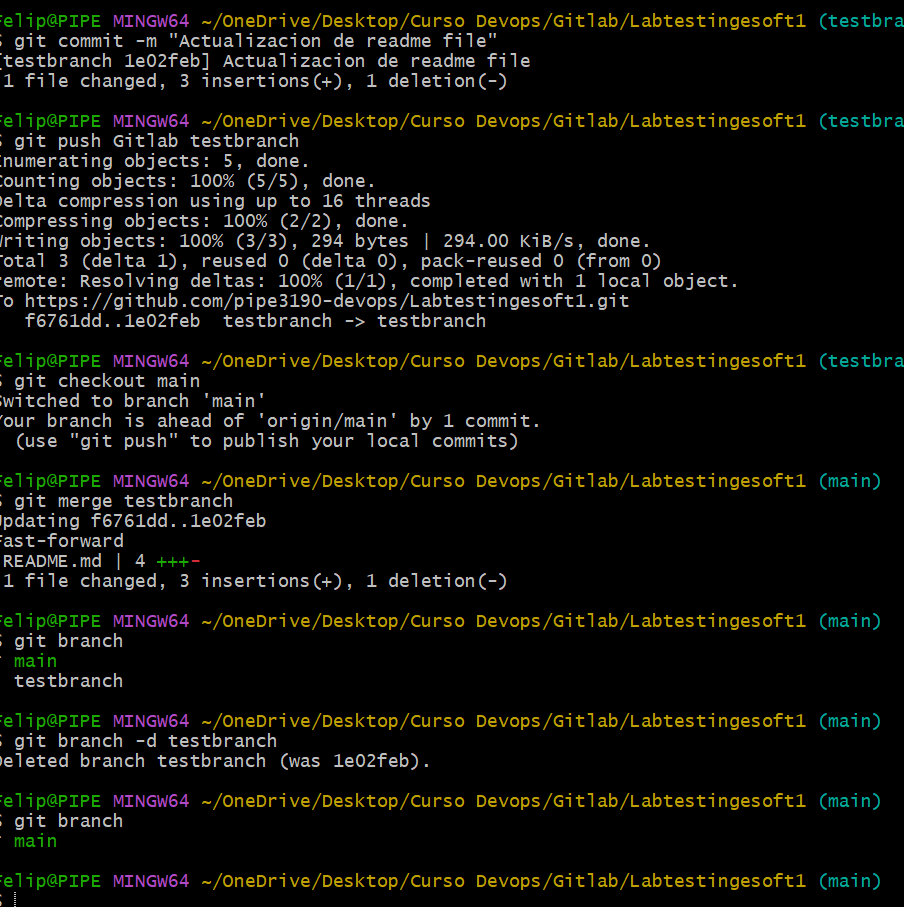 Felip@PIPE MINGW64 ~/OneDrive/Desktop/Curso Devops/Gitlab/Labtestingesoft1 (testbra
$ git commit -m "Actualizacion de readme file"
[testbranch 1e02feb] Actualizacion de readme file
1 file changed, 3 insertions(+), 1 deletion(-)
Felip@PIPE MINGW64 ~/OneDrive/Desktop/Curso Devops/Gitlab/Labtestingesoft1 (testbra
$ git push Gitlab testbranch
Enumerating objects: 5, done.
Counting objects: 100% (5/5), done.
Delta compression using up to 16 threads
Compressing objects: 100% (2/2), done.
Writing objects: 100% (3/3), 294 bytes | 294.00 KiB/s, done.
Total 3 (delta 1), reused 0 (delta 0), pack-reused 0 (from 0)
remote: Resolving deltas: 100% (1/1), completed with 1 local object.
To https://github.com/pipe3190-devops/Labtestingesoft1.git
f6761dd..1e02feb  testbranch -> testbranch
Felip@PIPE MINGW64 ~/OneDrive/Desktop/Curso Devops/Gitlab/Labtestingesoft1 (testbra
$ git checkout main
Switched to branch 'main'
Your branch is ahead of 'origin/main' by 1 commit.
(use "git push" to publish your local commits)
Felip@PIPE MINGW64 ~/OneDrive/Desktop/Curso Devops/Gitlab/Labtestingesoft1 (main)
$ git merge testbranch
Updating f6761dd..1e02feb
Fast-forward
README.md | 4 +++-
1 file changed, 3 insertions(+), 1 deletion(-)
Felip@PIPE MINGW64 ~/OneDrive/Desktop/Curso Devops/Gitlab/Labtestingesoft1 (main)
$ git branch
* main
testbranch
Felip@PIPE MINGW64 ~/OneDrive/Desktop/Curso Devops/Gitlab/Labtestingesoft1 (main)
$ git branch -d testbranch
Deleted branch testbranch (was 1e02feb).
Felip@PIPE MINGW64 ~/OneDrive/Desktop/Curso Devops/Gitlab/Labtestingesoft1 (main)
$ git branch
* main
Felip@PIPE MINGW64 ~/OneDrive/Desktop/Curso Devops/Gitlab/Labtestingesoft1 (main)
$